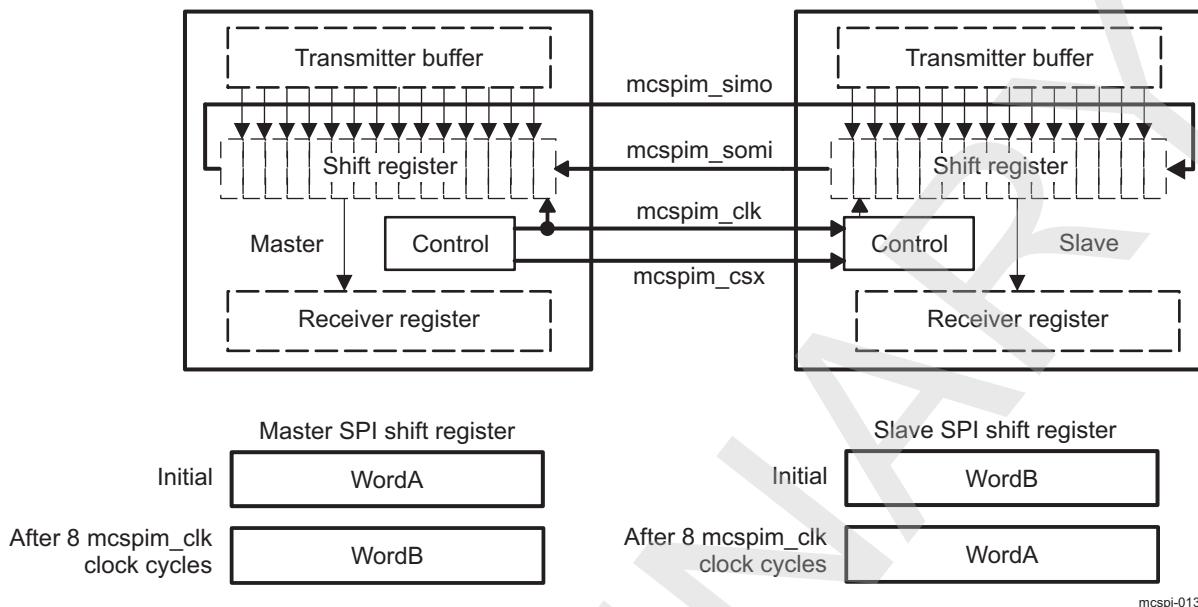 Transmitter buffer
Transmitter buffer
mcspim_simo
Shift register
mcspim_somi
Shift register
mcspim_clk
Master
Control
Control
Slave
mcspim_csx
Receiver register
Receiver register
Master SPI shift register
Slave SPI shift register
Initial
WordA
Initial
WordB
After 8 mcspim_clk
clock cycles
WordB
After 8 mcspim_clk
clock cycles
WordA
mcspi-013